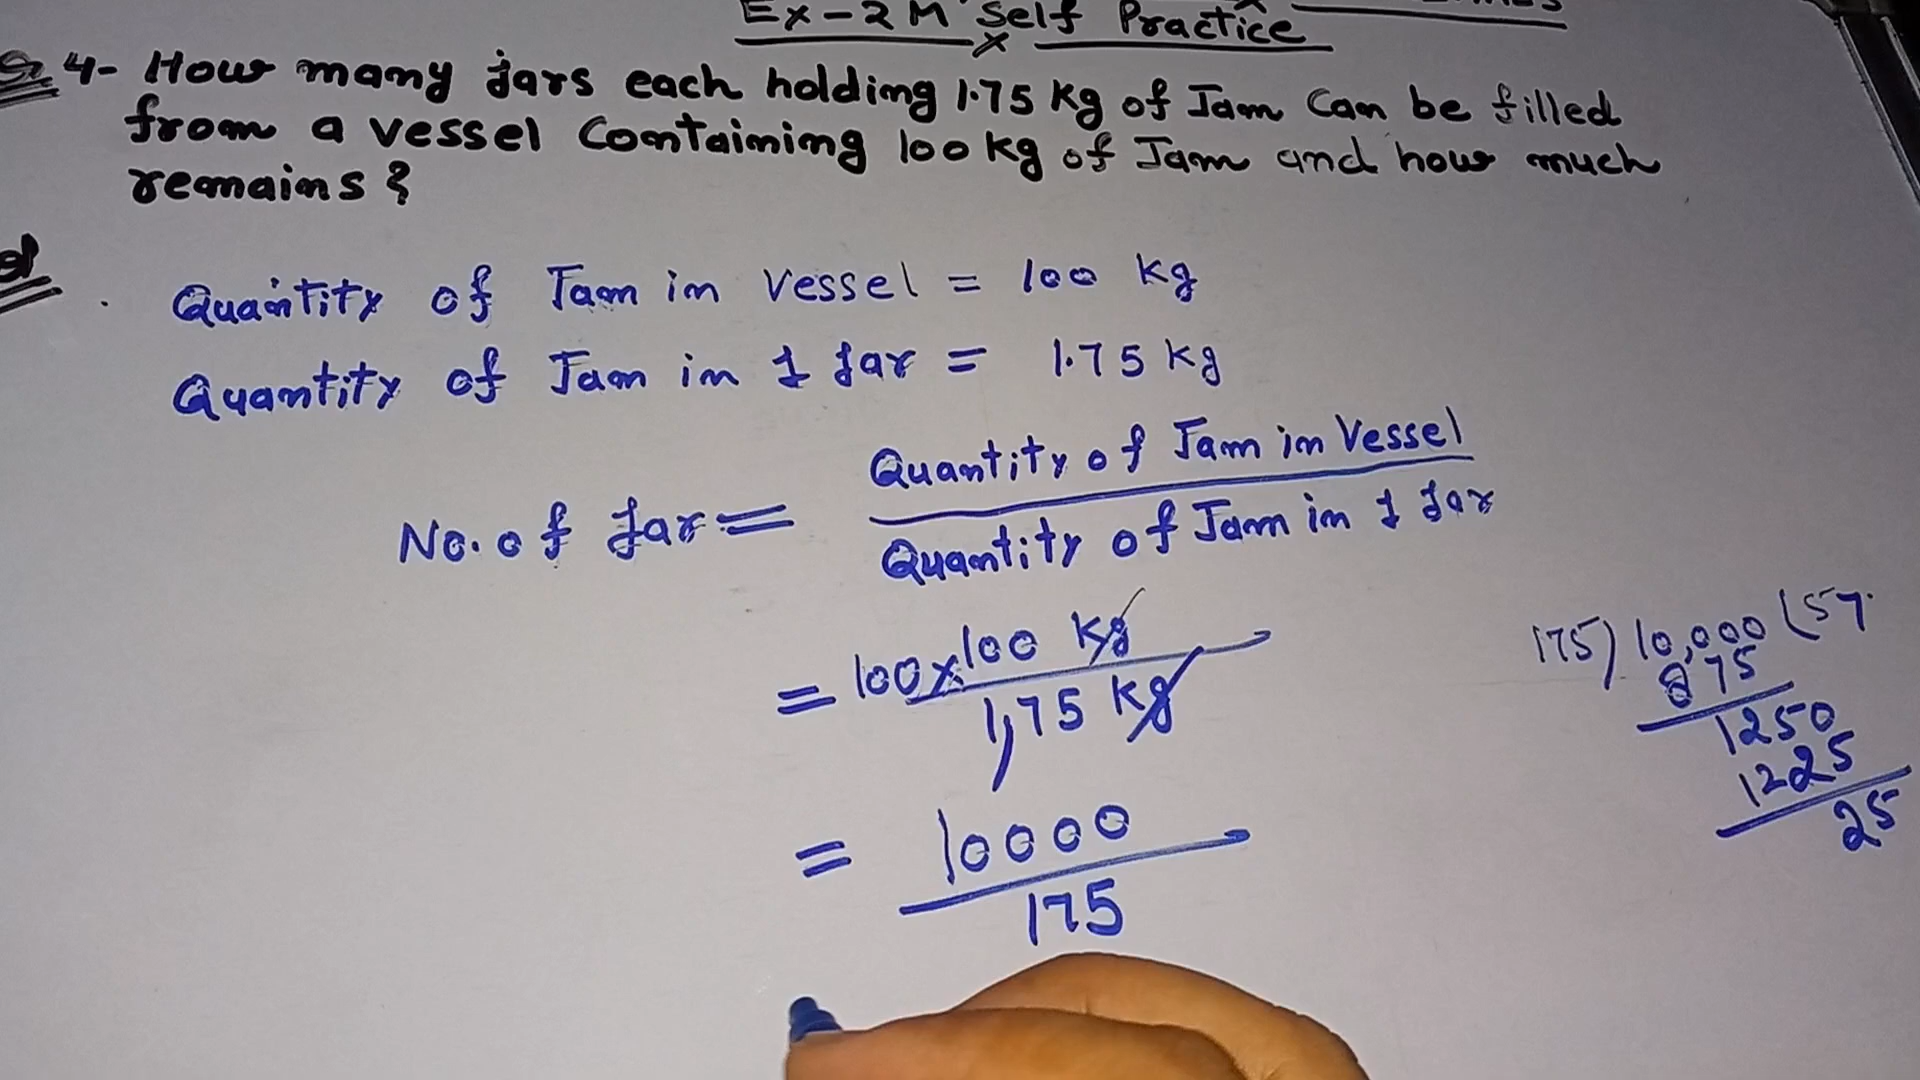 Ex-2M Self Practice
Q 4- How many jars each holding 1.75 kg of Jam Can be filled
from a vessel Containing 100 kg of Jam and how much
remains?
Quantity of Jam in Vessel = 100 kg
Quantity of Jam in 1 Jar = 1.75 kg
No. of Jar = Quantity of Jam in Vessel
Quantity of Jam in 1 Jar
= 100×100 kg
1.75 kg
= 10000
175
175) 10,000 (57
875
1250
1225
25